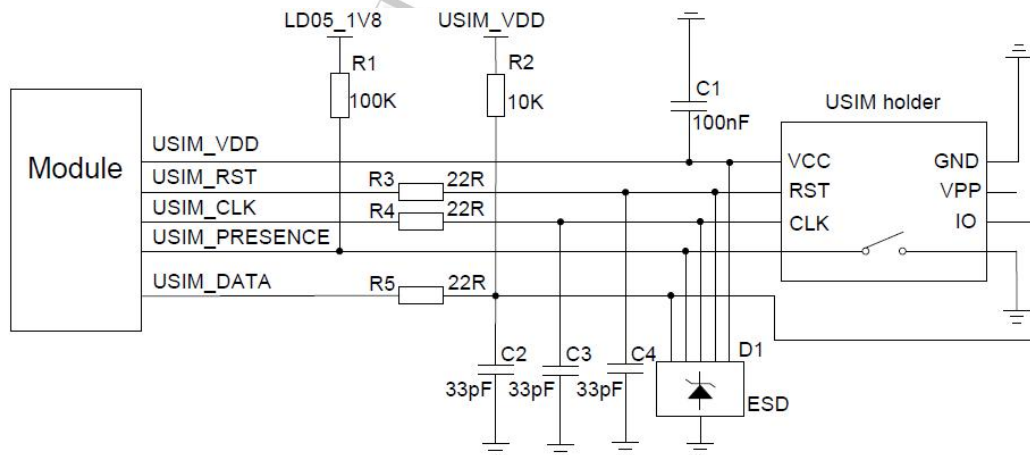 LD05_1V8
USIM_VDD
R1
100K
R2
10K
C1
100nF
USIM holder
Module
USIM_VDD
USIM_RST
USIM_CLK
USIM_PRESENCE
USIM_DATA
R3
22R
R4
22R
R5
22R
VCC
GND
RST
VPP
CLK
IO
C2
33pF
C3
33pF
C4
33pF
D1
ESD